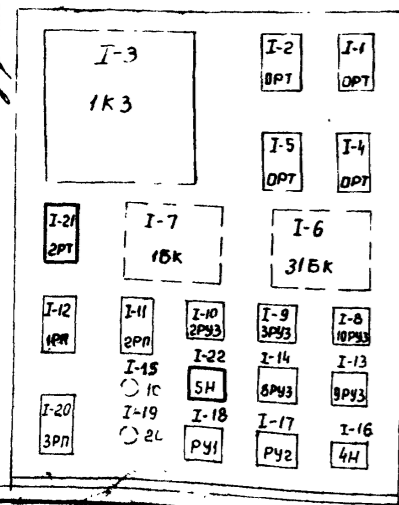 I-3
1К3
I-2
ОРТ
I-1
ОРТ
I-5
ОРТ
I-4
ОРТ
I-21
2РТ
I-7
1БК
I-6
31БК
I-12
1РП
I-11
2РП
I-10
2РУЗ
I-9
3РУЗ
I-8
10РУЗ
I-15
1С
I-22
5Н
I-14
8РУЗ
I-13
9РУЗ
I-20
3РП
I-19
2С
I-18
РУ1
I-17
РУ2
I-16
4Н